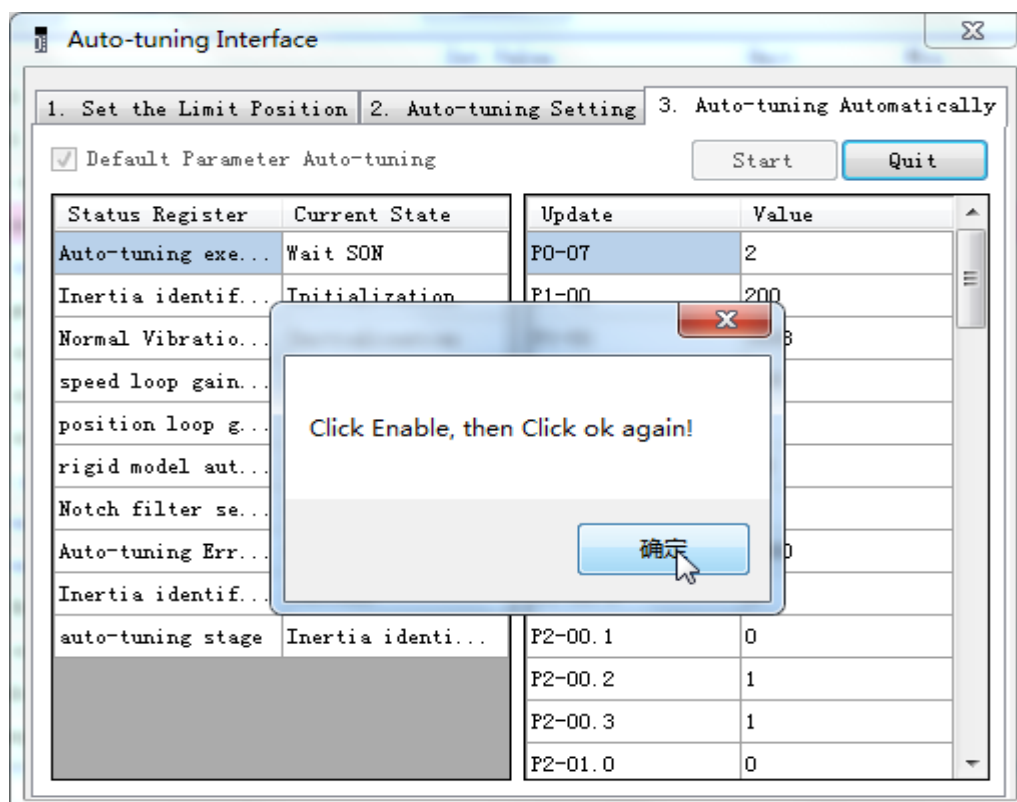 Auto-tuning Interface
1. Set the Limit Position
2. Auto-tuning Setting
3. Auto-tuning Automatically
Default Parameter Auto-tuning
Start
Quit
Status Register Current State
Update Value
Auto-tuning exe... Wait SON
P0-07 2
Inertia identif... Initialization
P1-00 200
Normal Vibratio...
speed loop gain...
position loop g...
rigid model aut...
Notch filter se...
Auto-tuning Err...
Inertia identif...
auto-tuning stage Inertia identi...
P2-00.1 0
P2-00.2 1
P2-00.3 1
P2-01.0 0
Click Enable, then Click ok again!
确定